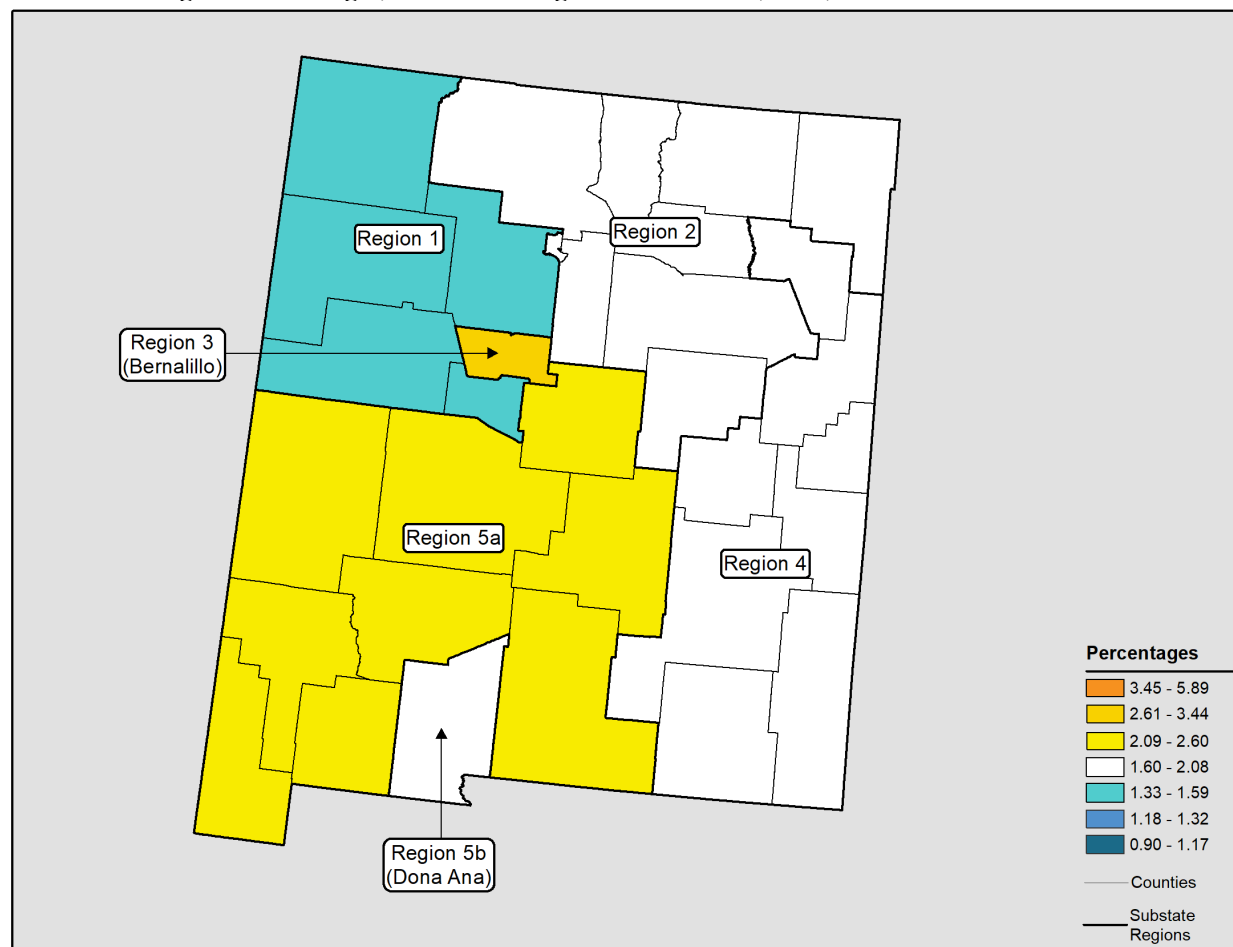 Region 1
Region 2
Region 3
(Bernalillo)
Region 5a
Region 4
Region 5b
(Dona Ana)
Percentages
3.45 - 5.89
2.61 - 3.44
2.09 - 2.60
1.60 - 2.08
1.33 - 1.59
1.18 - 1.32
0.90 - 1.17
Counties
Substate
Regions